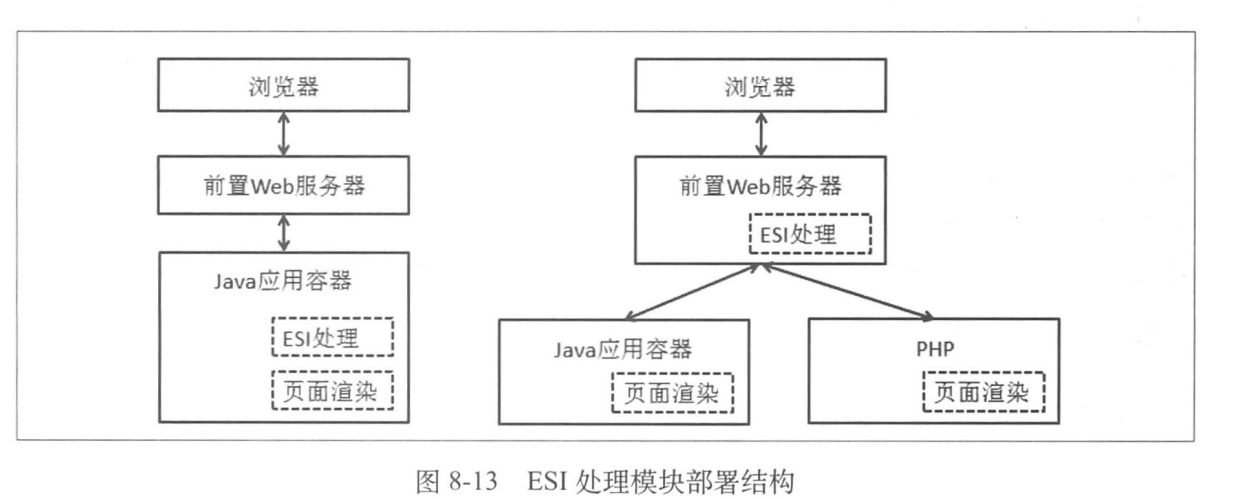 浏览器
前置Web服务器
Java应用容器
ESI处理
页面渲染
浏览器
前置Web服务器
ESI处理
Java应用容器
页面渲染
PHP
页面渲染
图 8-13 ESI 处理模块部署结构